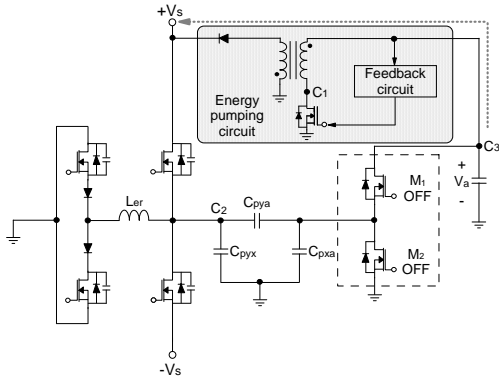 +Vs
Energy
pumping
circuit
C1
Feedback
circuit
C3
+
Va
-
M1
OFF
M2
OFF
Ler
C2
Cpya
Cpyx
Cpxa
-Vs